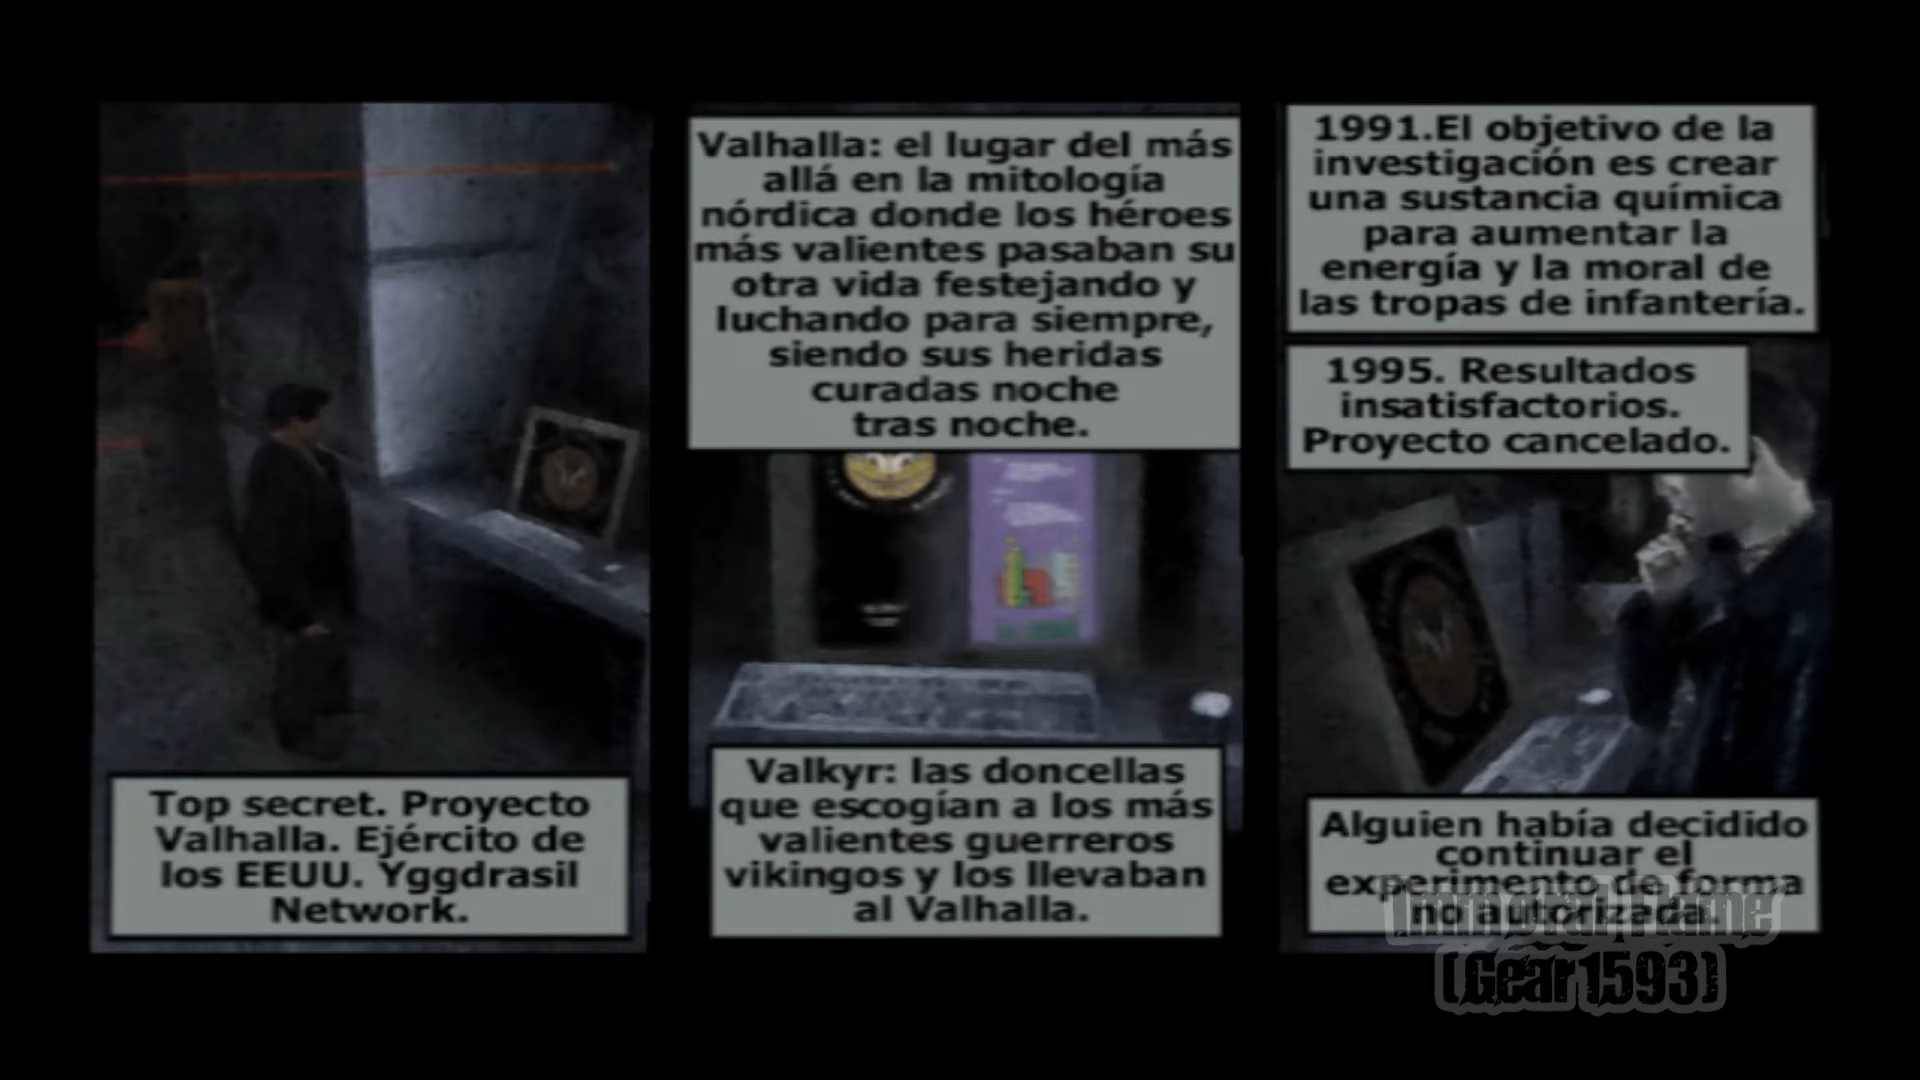 Top secret. Proyecto
Valhalla. Ejército de
los EEUU. Yggdrasil
Network.
Valhalla: el lugar del más
allá en la mitología
nórdica donde los héroes
más valientes pasaban su
otra vida festejando y
luchando para siempre,
siendo sus heridas
curadas noche
tras noche.
Valkyr: las doncellas
que escogían a los más
valientes guerreros
vikingos y los llevaban
al Valhalla.
1991.El objetivo de la
investigación es crear
una sustancia química
para aumentar la
energía y la moral de
las tropas de infantería.
1995. Resultados
insatisfactorios.
Proyecto cancelado.
Alguien había decidido
continuar el
experimento de forma
no autorizada.
Immortal Flame
(Gear1593)